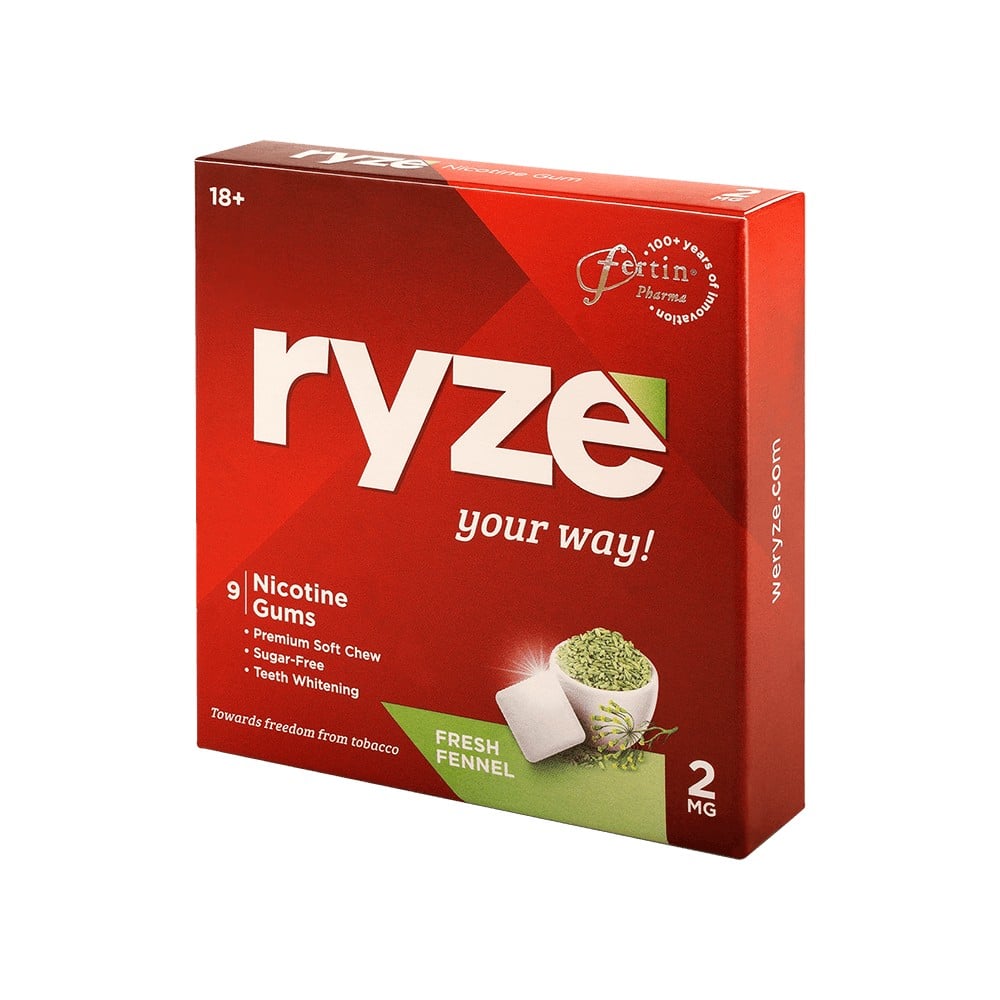 ryze Nicotine Gum
2
MG
18+
fertin®
Pharma
•100+ years of Innovation•
ryze
your way!
9 Nicotine
Gums
• Premium Soft Chew
• Sugar-Free
• Teeth Whitening
Towards freedom from tobacco
FRESH
FENNEL
2
MG
weryze.com